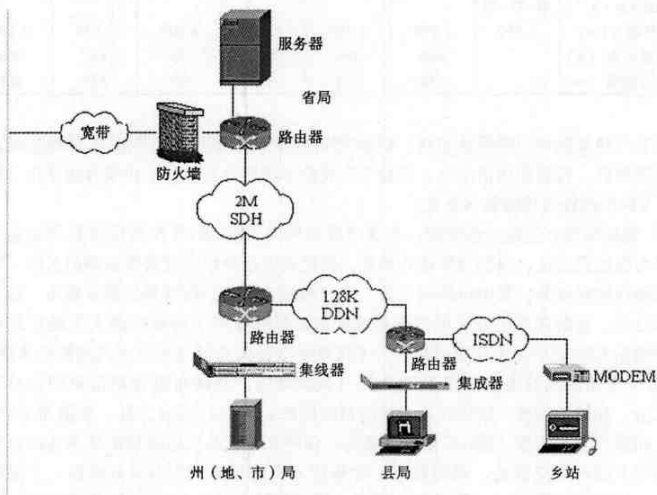 服务器
省局
宽带
路由器
防火墙
2M
SDH
128K
DDN
路由器
ISDN
集线器
路由器
集成器
MODEM
州(地、市)局
县局
乡站